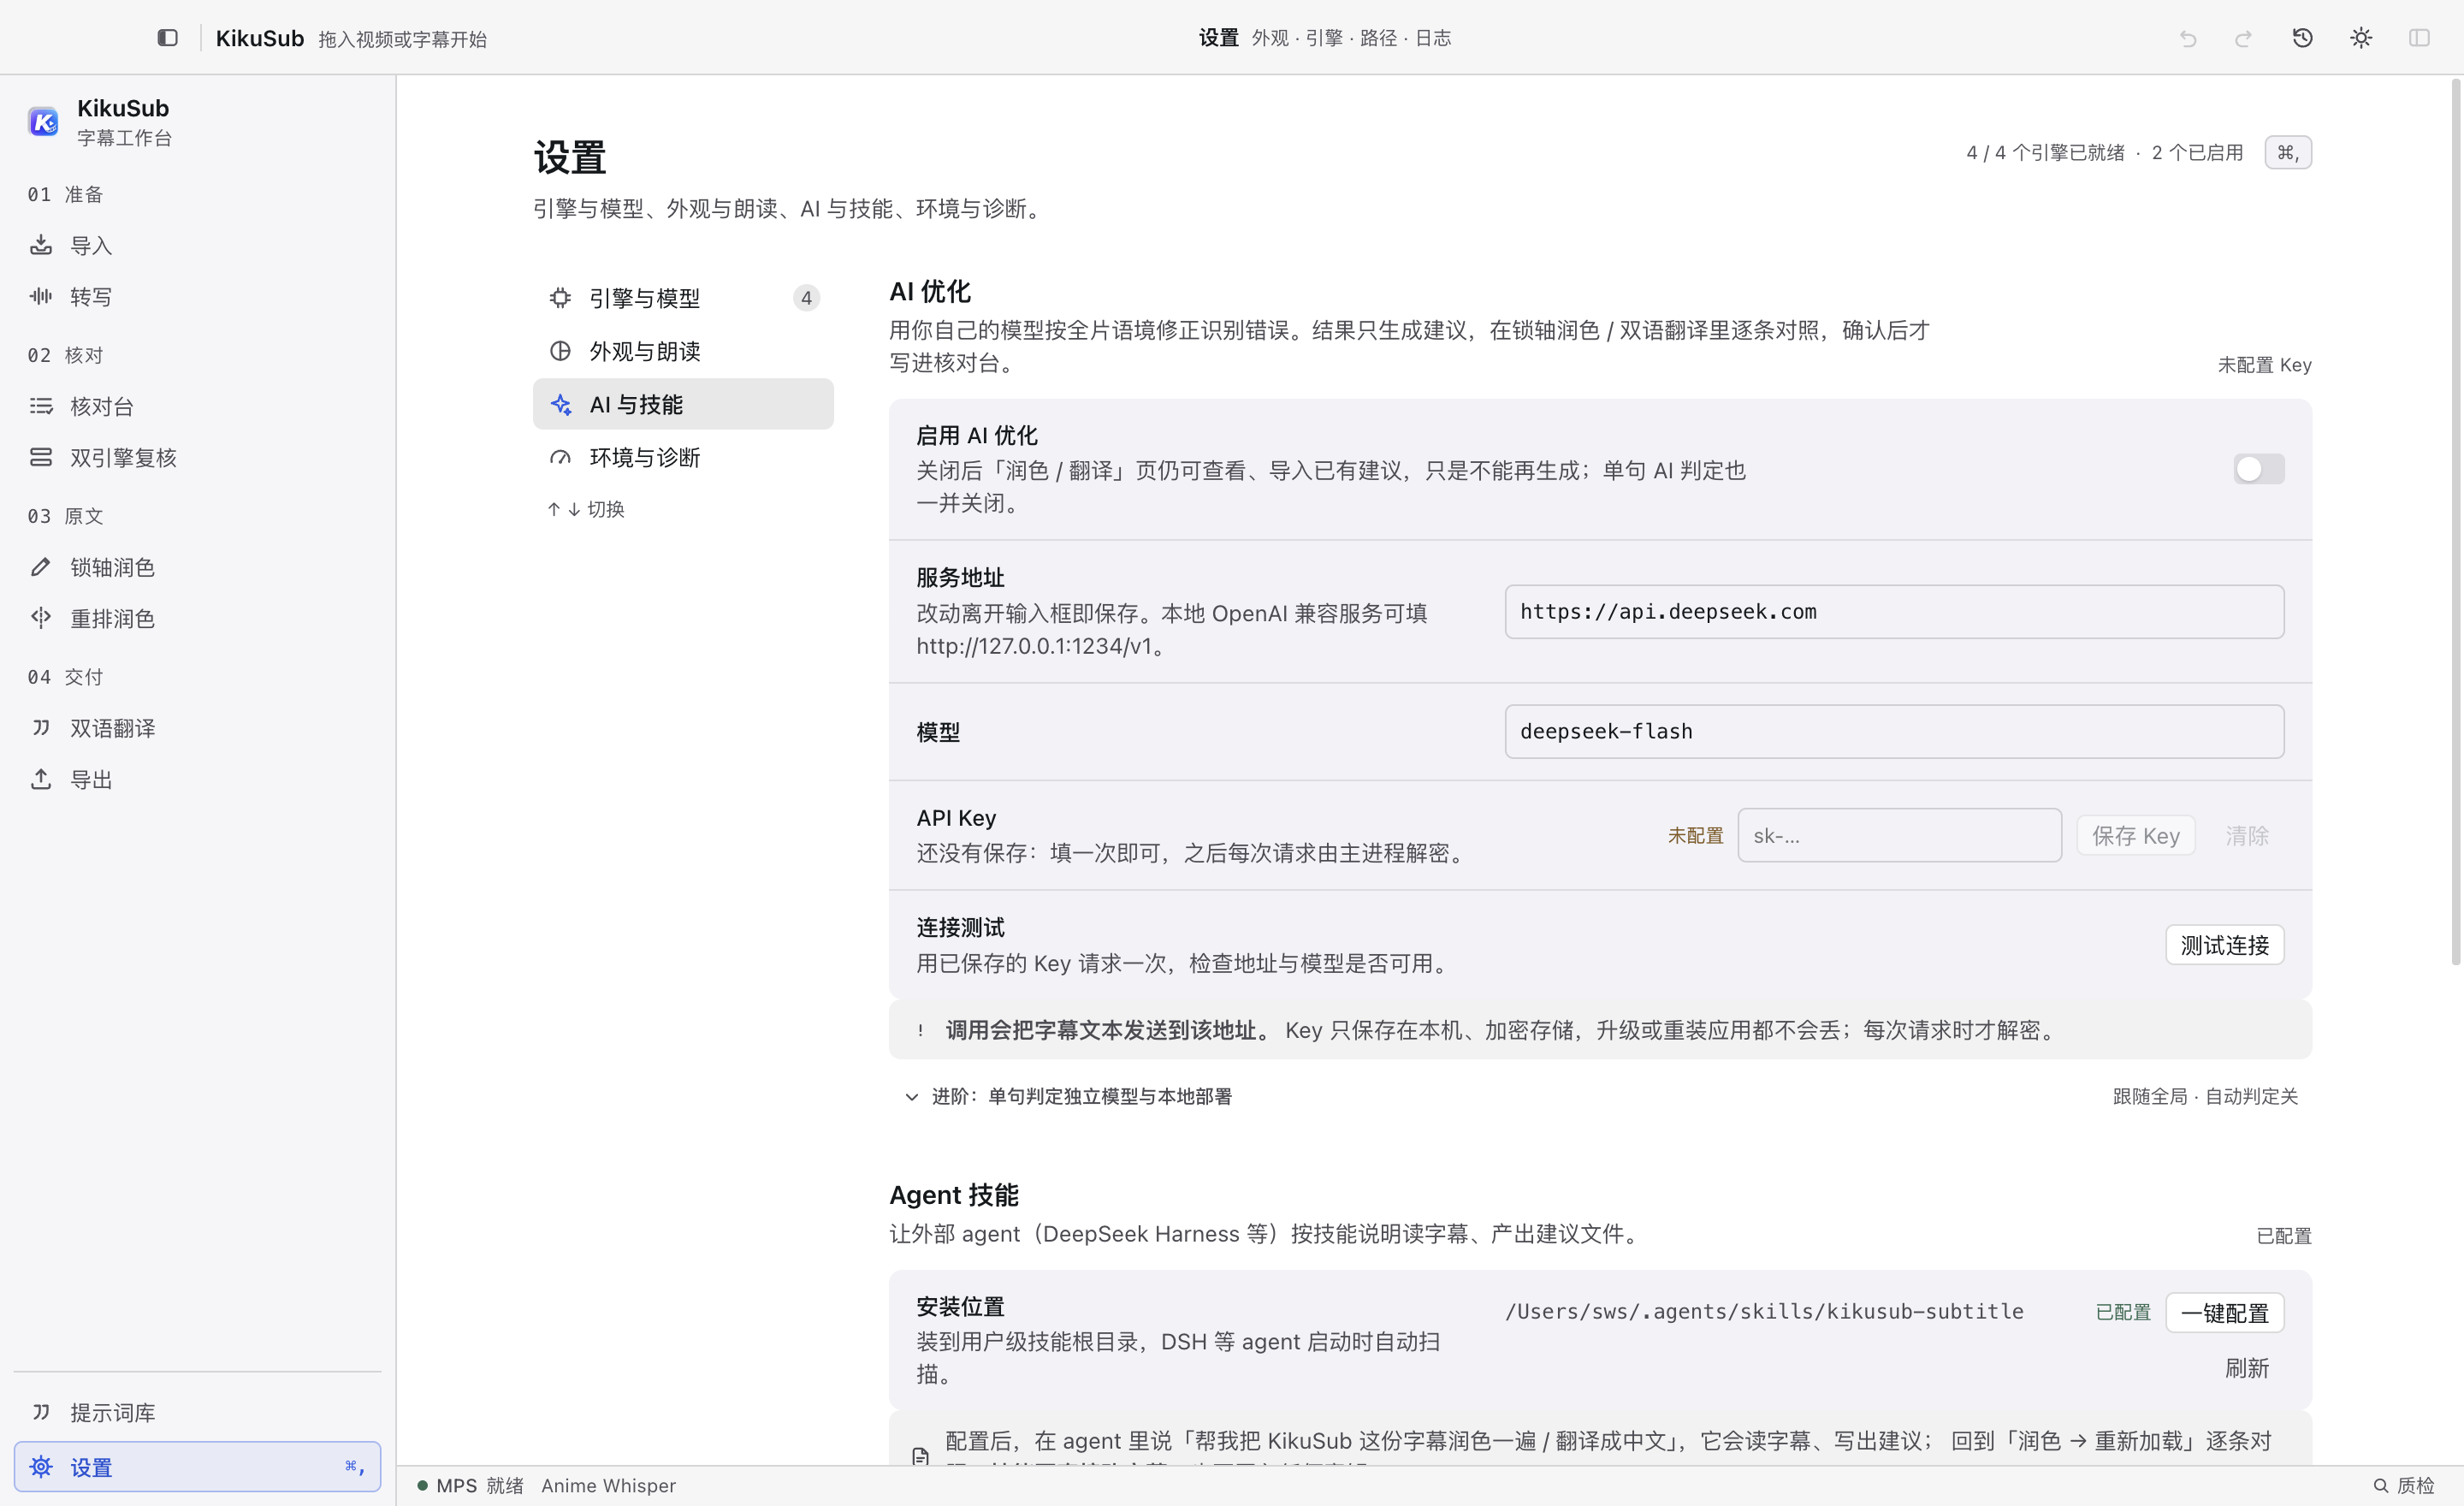 KikuSub 拖入视频或字幕开始
设置 外观 · 引擎 · 路径 · 日志
KikuSub
字幕工作台
01 准备
导入
转写
02 核对
核对台
双引擎复核
03 原文
锁轴润色
重排润色
04 交付
双语翻译
导出
提示词库
设置 ⌘,
设置
4 / 4 个引擎已就绪 · 2 个已启用 ⌘,
引擎与模型、外观与朗读、AI 与技能、环境与诊断。
引擎与模型 4
外观与朗读
AI 与技能
环境与诊断
↑ ↓ 切换
AI 优化
用你自己的模型按全片语境修正识别错误。结果只生成建议，在锁轴润色 / 双语翻译里逐条对照，确认后才
写进核对台。
未配置 Key
启用 AI 优化
关闭后「润色 / 翻译」页仍可查看、导入已有建议，只是不能再生成；单句 AI 判定也
一并关闭。
服务地址
改动离开输入框即保存。本地 OpenAI 兼容服务可填
http://127.0.0.1:1234/v1。
https://api.deepseek.com
模型
deepseek-flash
API Key
还没有保存：填一次即可，之后每次请求由主进程解密。
未配置 sk-... 保存 Key 清除
连接测试
用已保存的 Key 请求一次，检查地址与模型是否可用。
测试连接
! 调用会把字幕文本发送到该地址。 Key 只保存在本机、加密存储，升级或重装应用都不会丢；每次请求时才解密。
进阶：单句判定独立模型与本地部署
跟随全局 · 自动判定关
Agent 技能
让外部 agent（DeepSeek Harness 等）按技能说明读字幕、产出建议文件。
已配置
安装位置
装到用户级技能根目录，DSH 等 agent 启动时自动扫
描。
/Users/sws/.agents/skills/kikusub-subtitle
已配置 一键配置
刷新
配置后，在 agent 里说「帮我把 KikuSub 这份字幕润色一遍 / 翻译成中文」，它会读字幕、写出建议； 回到「润色 → 重新加载」逐条对
MPS 就绪 Anime Whisper
质检